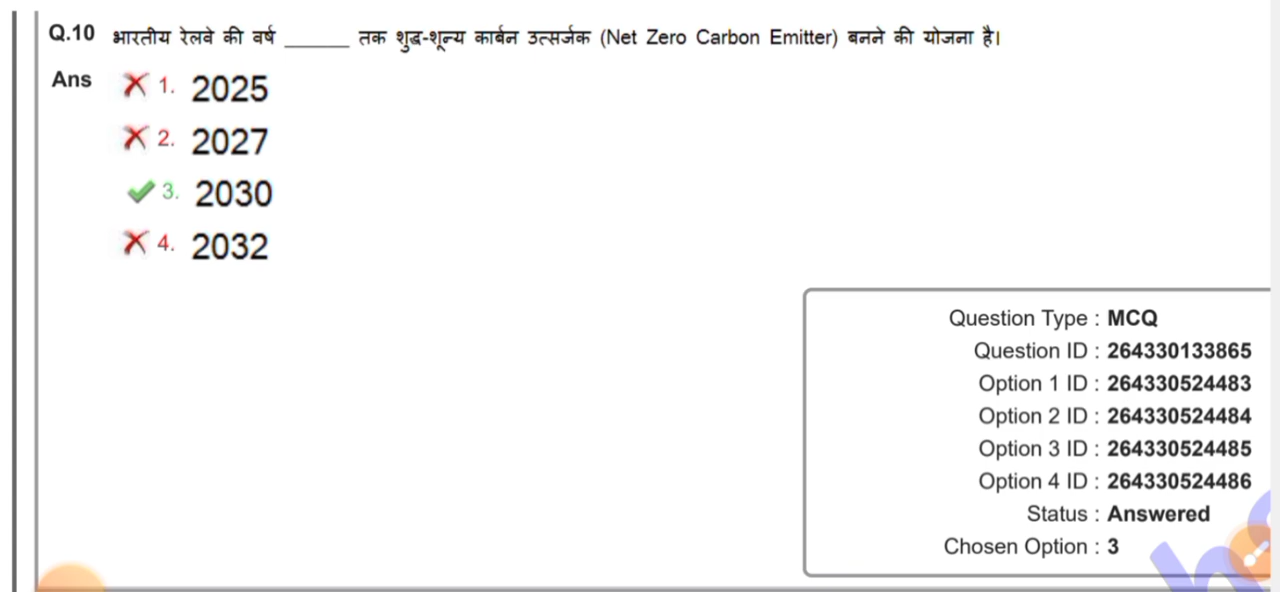 Q.10 भारतीय रेलवे की वर्ष ______ तक शुद्ध-शून्य कार्बन उत्सर्जक (Net Zero Carbon Emitter) बनने की योजना है।
Ans 1. 2025
2. 2027
3. 2030
4. 2032
Question Type : MCQ
Question ID : 264330133865
Option 1 ID : 264330524483
Option 2 ID : 264330524484
Option 3 ID : 264330524485
Option 4 ID : 264330524486
Status : Answered
Chosen Option : 3